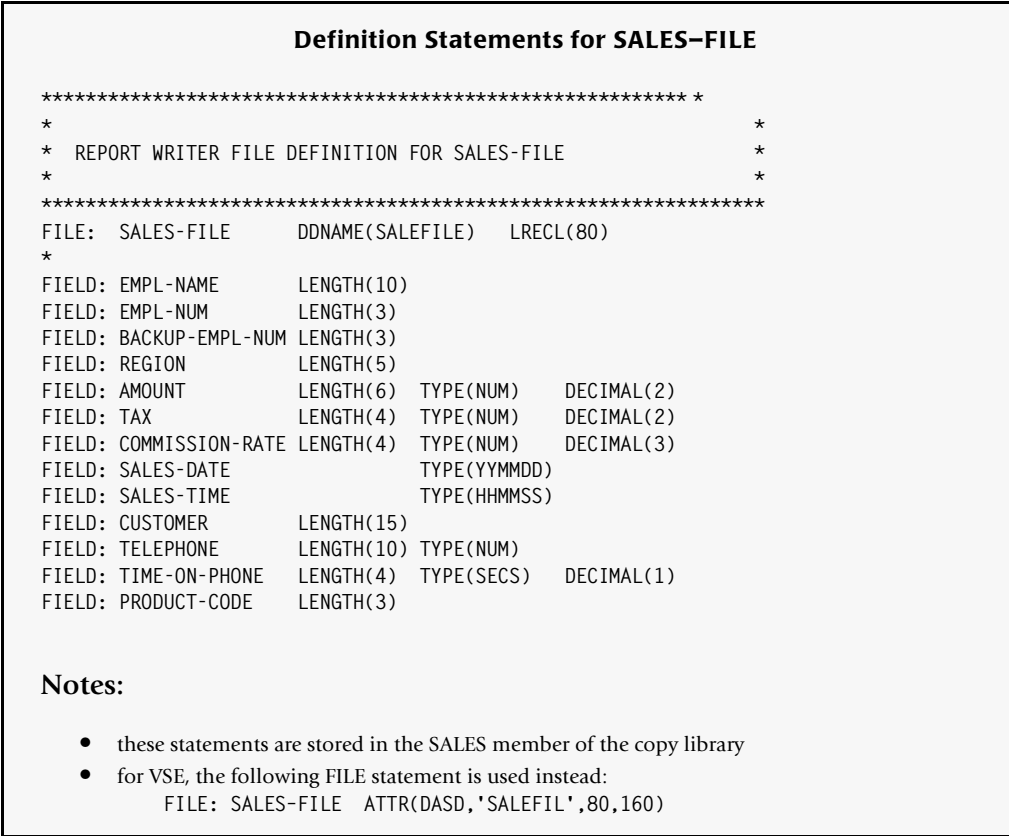 Definition Statements for SALES–FILE
********************************************************** *
* *
* REPORT WRITER FILE DEFINITION FOR SALES-FILE *
* *
*****************************************************************
FILE: SALES-FILE DDNAME(SALEFILE) LRECL(80)
*
FIELD: EMPL-NAME LENGTH(10)
FIELD: EMPL-NUM LENGTH(3)
FIELD: BACKUP-EMPL-NUM LENGTH(3)
FIELD: REGION LENGTH(5)
FIELD: AMOUNT LENGTH(6) TYPE(NUM) DECIMAL(2)
FIELD: TAX LENGTH(4) TYPE(NUM) DECIMAL(2)
FIELD: COMMISSION-RATE LENGTH(4) TYPE(NUM) DECIMAL(3)
FIELD: SALES-DATE TYPE(YYMMDD)
FIELD: SALES-TIME TYPE(HHMMSS)
FIELD: CUSTOMER LENGTH(15)
FIELD: TELEPHONE LENGTH(10) TYPE(NUM)
FIELD: TIME-ON-PHONE LENGTH(4) TYPE(SECS) DECIMAL(1)
FIELD: PRODUCT-CODE LENGTH(3)
Notes:
• these statements are stored in the SALES member of the copy library
• for VSE, the following FILE statement is used instead:
FILE: SALES–FILE ATTR(DASD,'SALEFIL',80,160)